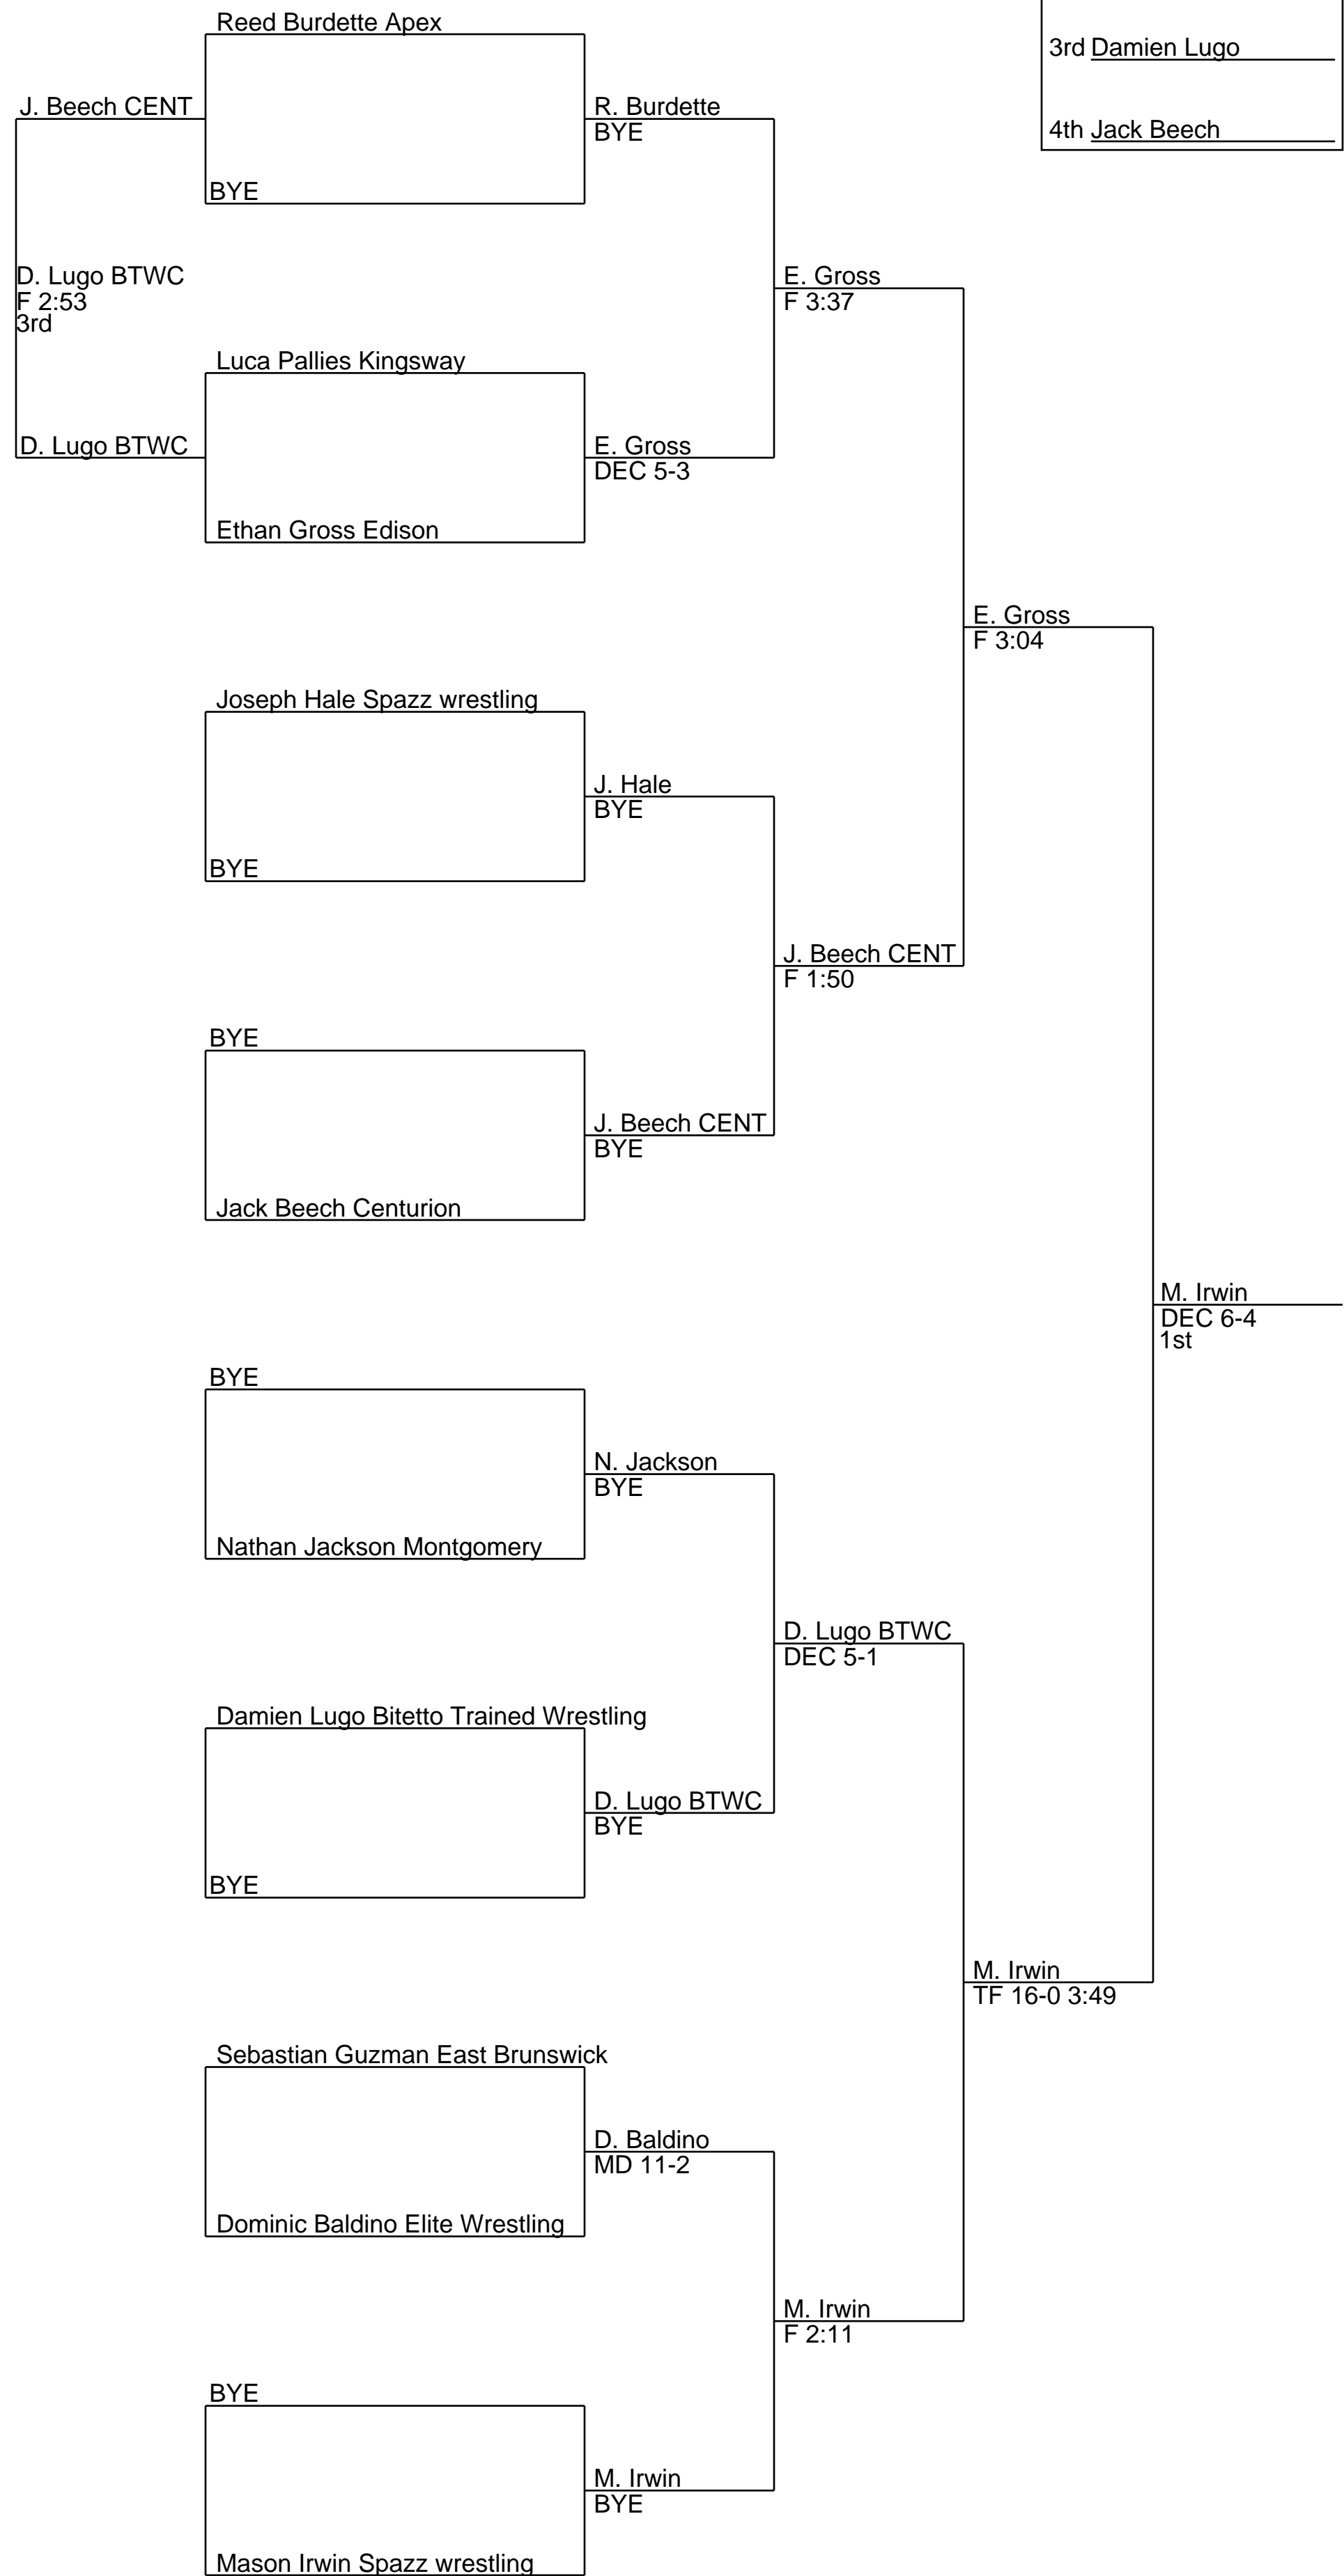 Reed Burdette Apex
3rd Damien Lugo
J. Beech CENT
R. Burdette
BYE
4th Jack Beech
BYE
D. Lugo BTWC
F 2:53
3rd
E. Gross
F 3:37
Luca Pallies Kingsway
D. Lugo BTWC
E. Gross
DEC 5-3
Ethan Gross Edison
E. Gross
F 3:04
Joseph Hale Spazz wrestling
J. Hale
BYE
BYE
J. Beech CENT
F 1:50
BYE
J. Beech CENT
BYE
Jack Beech Centurion
M. Irwin
DEC 6-4
1st
BYE
N. Jackson
BYE
Nathan Jackson Montgomery
D. Lugo BTWC
DEC 5-1
Damien Lugo Bitetto Trained Wrestling
D. Lugo BTWC
BYE
BYE
M. Irwin
TF 16-0 3:49
Sebastian Guzman East Brunswick
D. Baldino
MD 11-2
Dominic Baldino Elite Wrestling
M. Irwin
F 2:11
BYE
M. Irwin
BYE
Mason Irwin Spazz wrestling